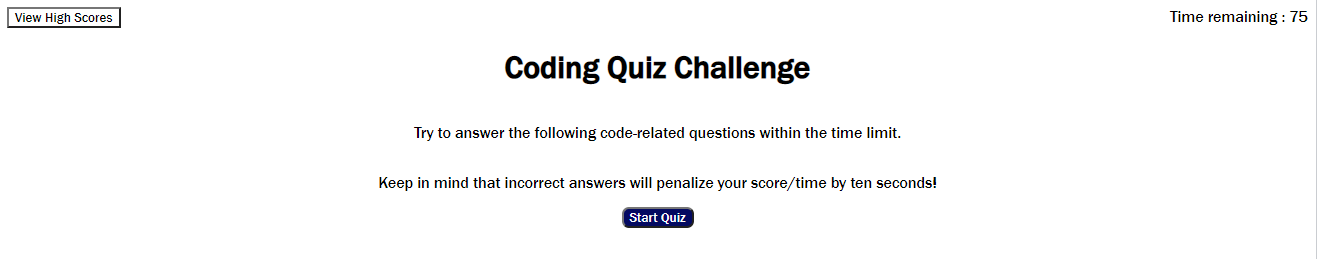 View High Scores
Time remaining : 75
Coding Quiz Challenge
Try to answer the following code-related questions within the time limit.
Keep in mind that incorrect answers will penalize your score/time by ten seconds!
Start Quiz